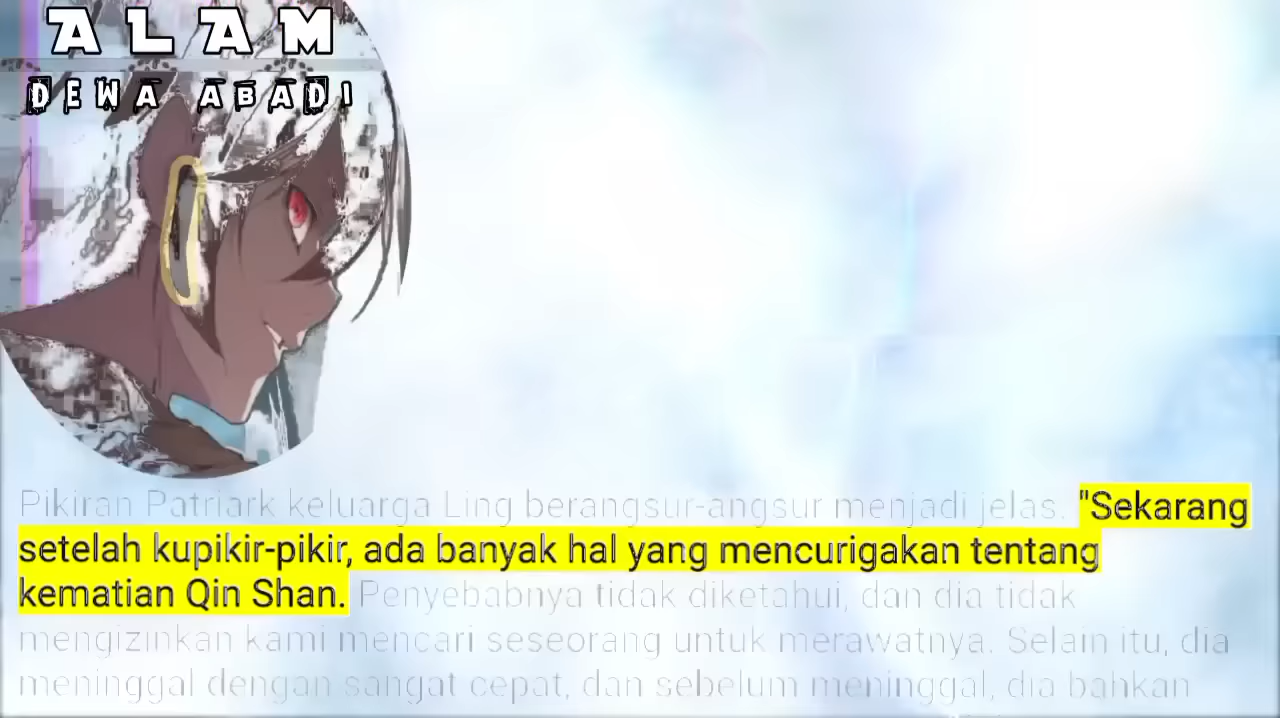 ALAM
DEWA ABADI
Pikiran Patriark keluarga Ling berangsur-angsur menjadi jelas. "Sekarang
setelah kupikir-pikir, ada banyak hal yang mencurigakan tentang
kematian Qin Shan. Penyebabnya tidak diketahui, dan dia tidak
mengizinkan kami mencari seseorang untuk merawatnya. Selain itu, dia
meninggal dengan sangat cepat, dan sebelum meninggal, dia bahkan